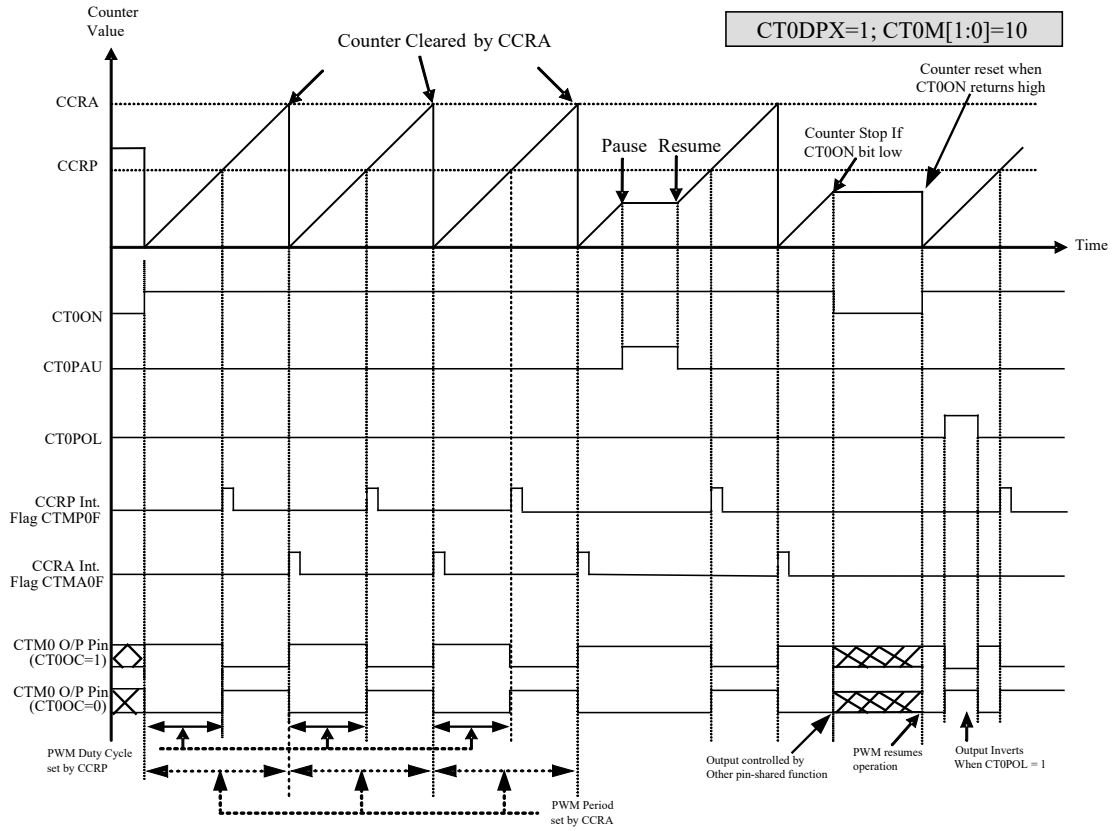 Counter
Value
CT0DPX=1; CT0M[1:0]=10
Counter Cleared by CCRA
Counter reset when
CT0ON returns high
CCRA
CCRP
Pause
Resume
Counter Stop If
CT0ON bit low
Time
CT0ON
CT0PAU
CT0POL
CCRP Int.
Flag CTMP0F
CCRA Int.
Flag CTMA0F
CTM0 O/P Pin
(CT0OC=1)
CTM0 O/P Pin
(CT0OC=0)
PWM Duty Cycle
set by CCRP
PWM Period
set by CCRA
Output controlled by
Other pin-shared function
PWM resumes
operation
Output Inverts
When CT0POL = 1